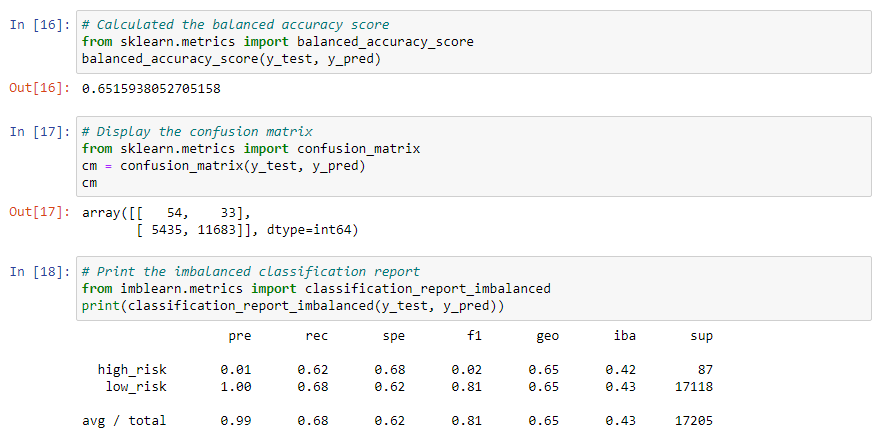 In [16]: # Calculated the balanced accuracy score
from sklearn.metrics import balanced_accuracy_score
balanced_accuracy_score(y_test, y_pred)
Out[16]: 0.6515938052705158
In [17]: # Display the confusion matrix
from sklearn.metrics import confusion_matrix
cm = confusion_matrix(y_test, y_pred)
cm
Out[17]: array([[   54,    33],
       [ 5435, 11683]], dtype=int64)
In [18]: # Print the imbalanced classification report
from imblearn.metrics import classification_report_imbalanced
print(classification_report_imbalanced(y_test, y_pred))
pre rec spe f1 geo iba sup
high_risk 0.01 0.62 0.68 0.02 0.65 0.42 87
low_risk 1.00 0.68 0.62 0.81 0.65 0.43 17118
avg / total 0.99 0.68 0.62 0.81 0.65 0.43 17205